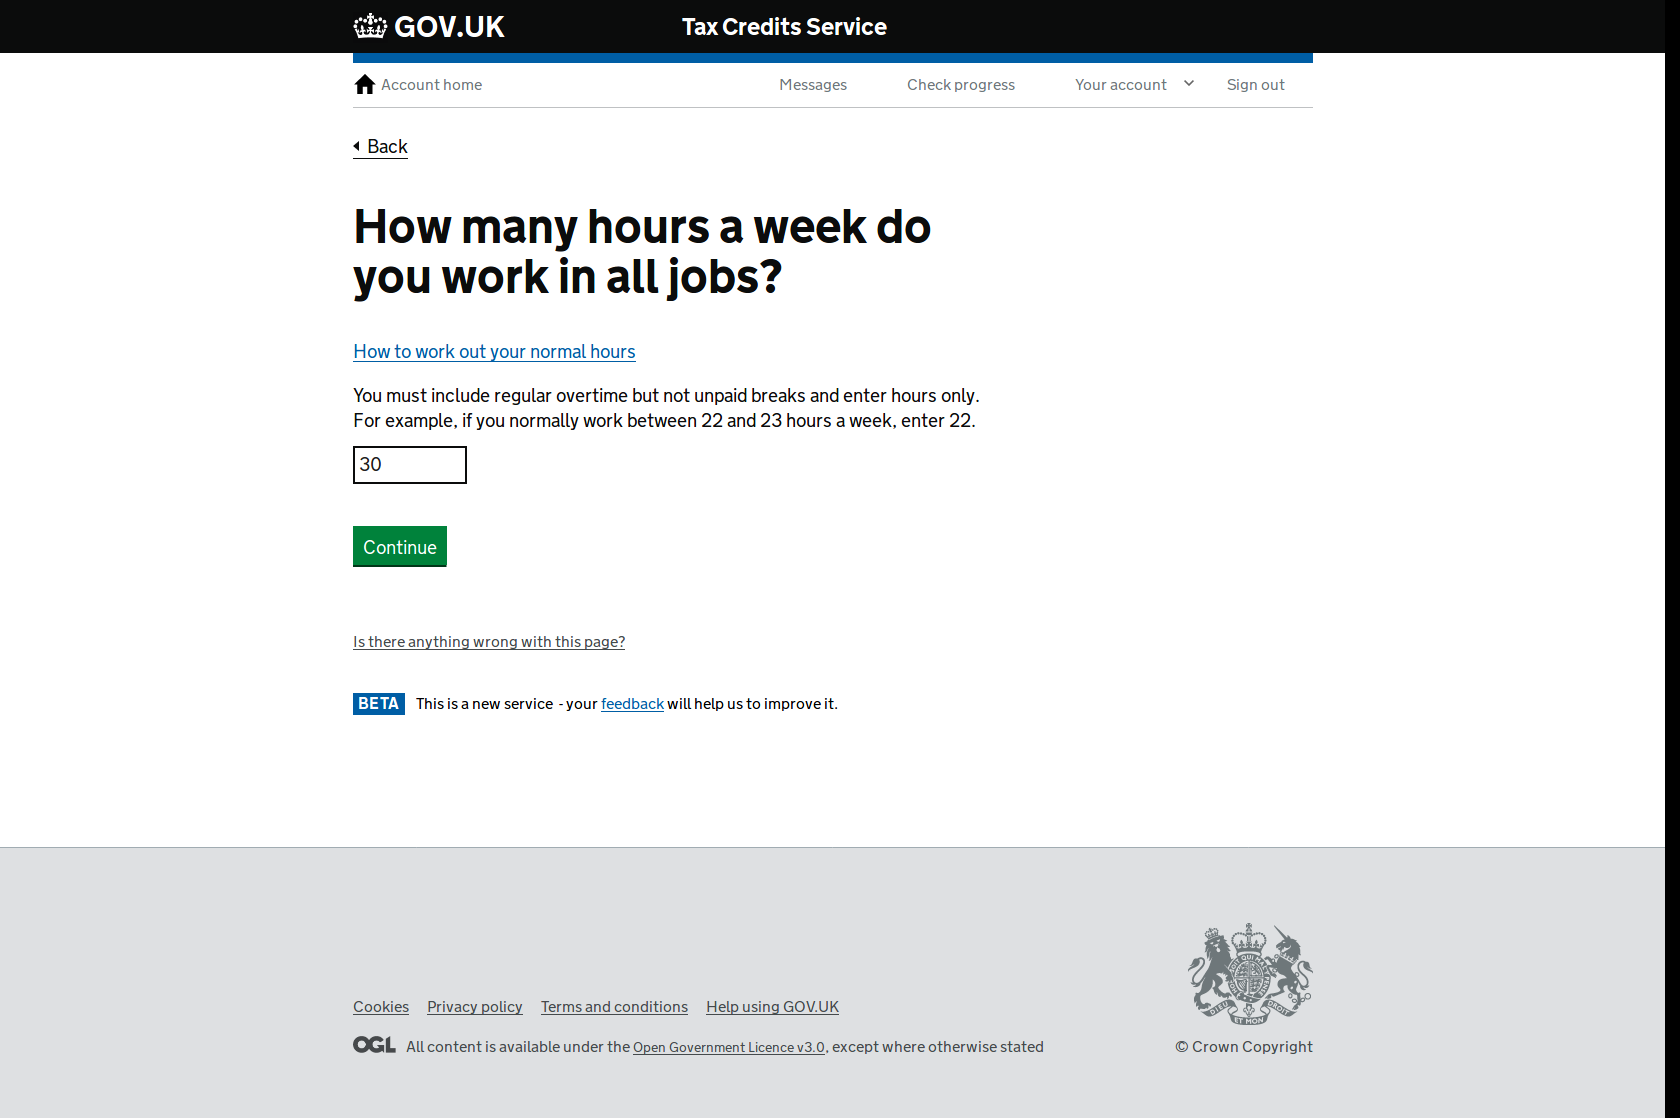 GOV.UK
Tax Credits Service
Account home
Messages
Check progress
Your account
Sign out
Back
How many hours a week do
you work in all jobs?
How to work out your normal hours
You must include regular overtime but not unpaid breaks and enter hours only.
For example, if you normally work between 22 and 23 hours a week, enter 22.
30
Continue
Is there anything wrong with this page?
BETA This is a new service - your feedback will help us to improve it.
Cookies Privacy policy Terms and conditions Help using GOV.UK
OGL All content is available under the Open Government Licence v3.0, except where otherwise stated
DIEU ET MON DROIT
© Crown Copyright